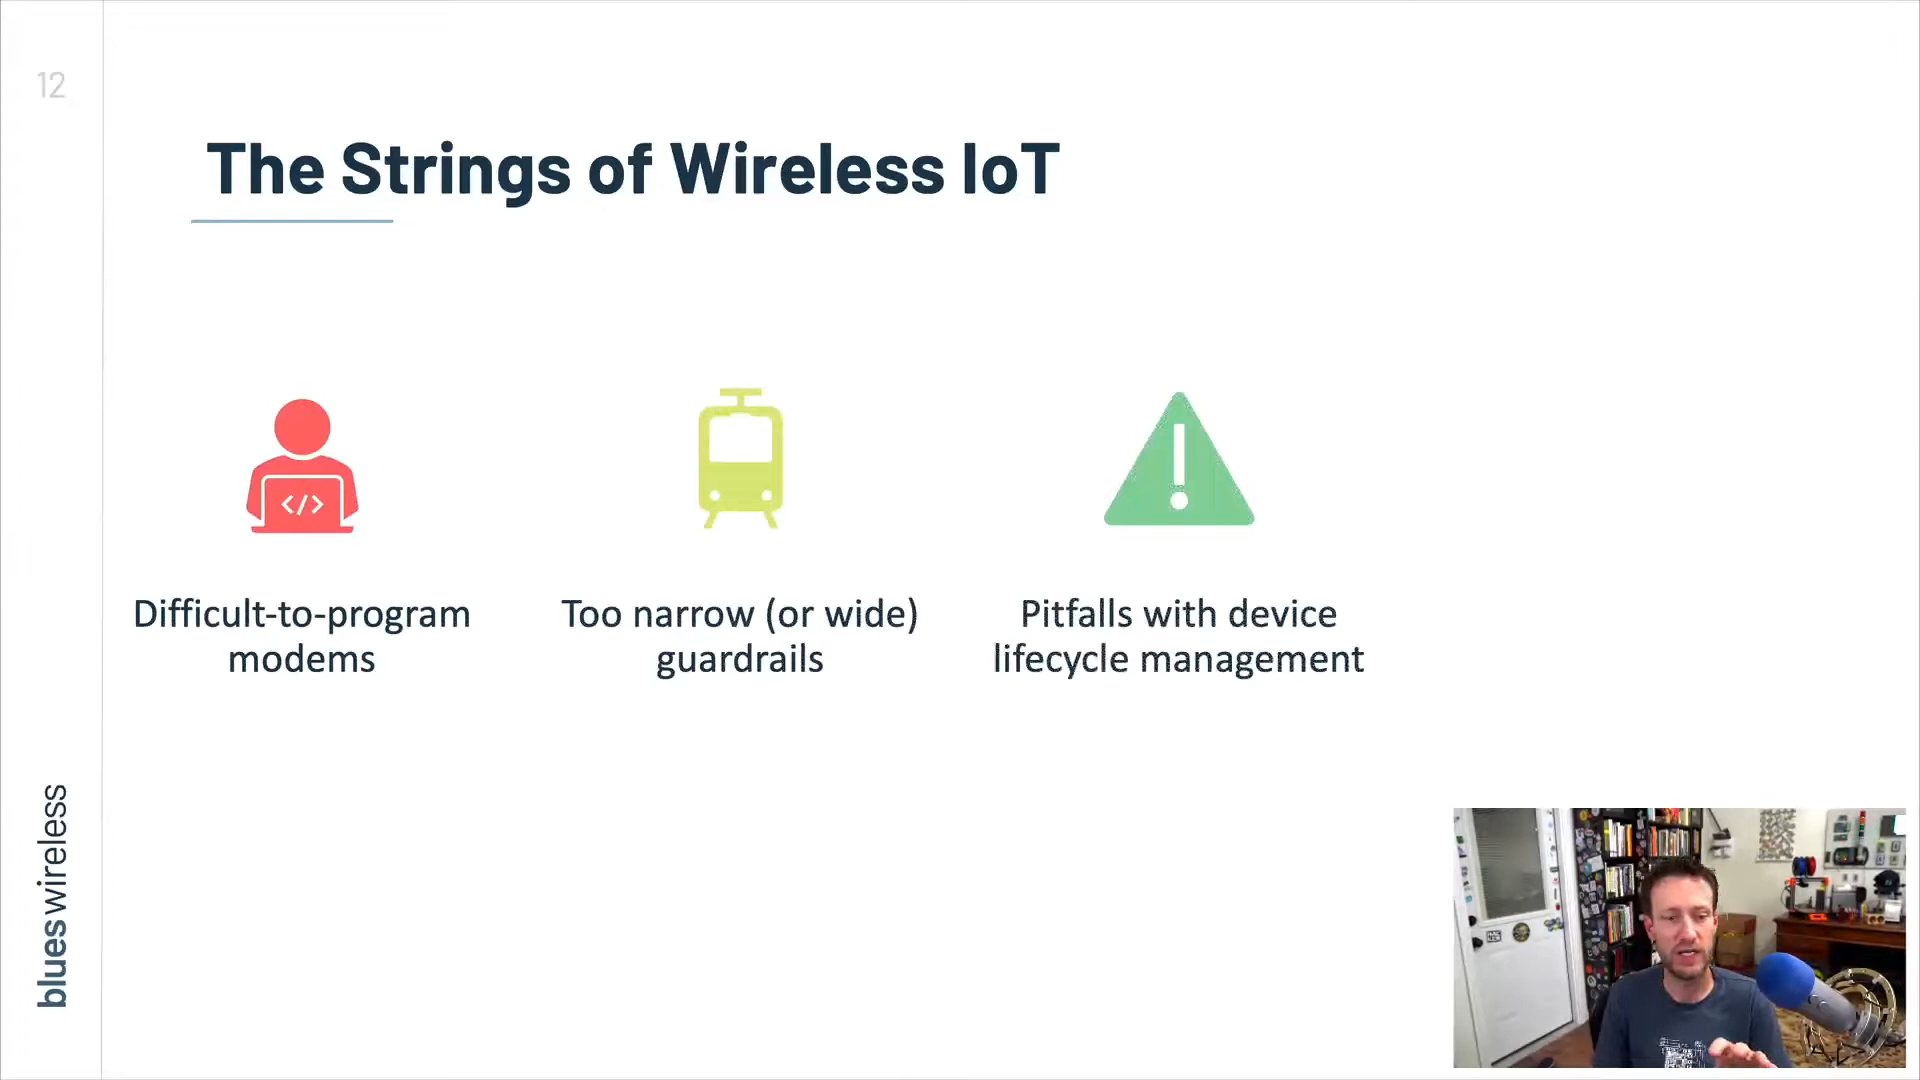 12
The Strings of Wireless IoT
</>
Difficult-to-program
modems
Too narrow (or wide)
guardrails
Pitfalls with device
lifecycle management
blues wireless